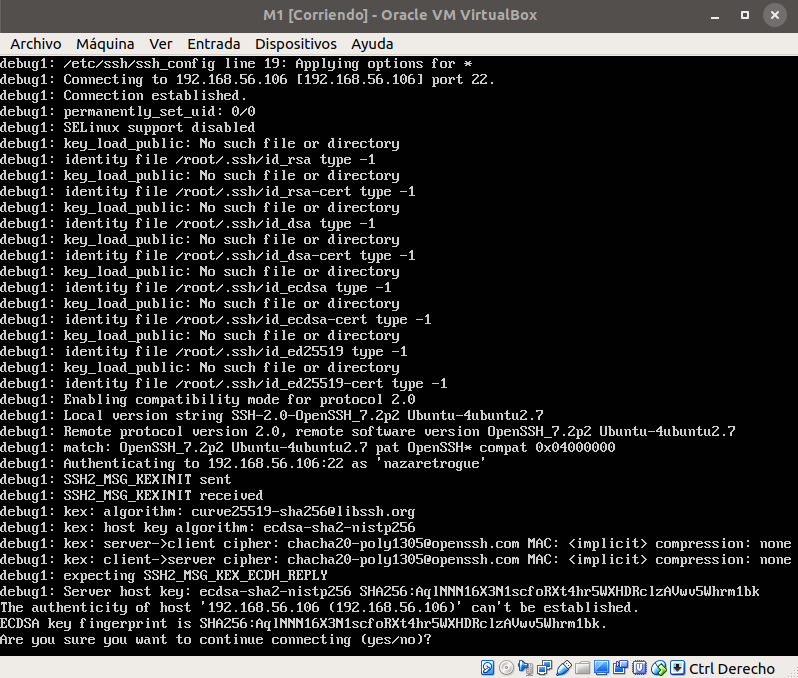 M1 [Corriendo] - Oracle VM VirtualBox
Archivo Máquina Ver Entrada Dispositivos Ayuda
debug1: /etc/ssh/ssh_config line 19: Applying options for *
debug1: Connecting to 192.168.56.106 [192.168.56.106] port 22.
debug1: Connection established.
debug1: permanently_set_uid: 0/0
debug1: SELinux support disabled
debug1: key_load_public: No such file or directory
debug1: identity file /root/.ssh/id_rsa type -1
debug1: key_load_public: No such file or directory
debug1: identity file /root/.ssh/id_rsa-cert type -1
debug1: key_load_public: No such file or directory
debug1: identity file /root/.ssh/id_dsa type -1
debug1: key_load_public: No such file or directory
debug1: identity file /root/.ssh/id_dsa-cert type -1
debug1: key_load_public: No such file or directory
debug1: identity file /root/.ssh/id_ecdsa type -1
debug1: key_load_public: No such file or directory
debug1: identity file /root/.ssh/id_ecdsa-cert type -1
debug1: key_load_public: No such file or directory
debug1: identity file /root/.ssh/id_ed25519 type -1
debug1: key_load_public: No such file or directory
debug1: identity file /root/.ssh/id_ed25519-cert type -1
debug1: Enabling compatibility mode for protocol 2.0
debug1: Local version string SSH-2.0-OpenSSH_7.2p2 Ubuntu-4ubuntu2.7
debug1: Remote protocol version 2.0, remote software version OpenSSH_7.2p2 Ubuntu-4ubuntu2.7
debug1: match: OpenSSH_7.2p2 Ubuntu-4ubuntu2.7 pat OpenSSH* compat 0x04000000
debug1: Authenticating to 192.168.56.106:22 as 'nazaretrogue'
debug1: SSH2_MSG_KEXINIT sent
debug1: SSH2_MSG_KEXINIT received
debug1: kex: algorithm: curve25519-sha256@libssh.org
debug1: kex: host key algorithm: ecdsa-sha2-nistp256
debug1: kex: server->client cipher: chacha20-poly1305@openssh.com MAC: <implicit> compression: none
debug1: kex: client->server cipher: chacha20-poly1305@openssh.com MAC: <implicit> compression: none
debug1: expecting SSH2_MSG_KEX_ECDH_REPLY
debug1: Server host key: ecdsa-sha2-nistp256 SHA256:AqlNNN16X3N1scfoRXt4hr5WXHDRclzAVwv5Whrm1bk
The authenticity of host '192.168.56.106 (192.168.56.106)' can't be established.
ECDSA key fingerprint is SHA256:AqlNNN16X3N1scfoRXt4hr5WXHDRclzAVwv5Whrm1bk.
Are you sure you want to continue connecting (yes/no)?
Ctrl Derecho